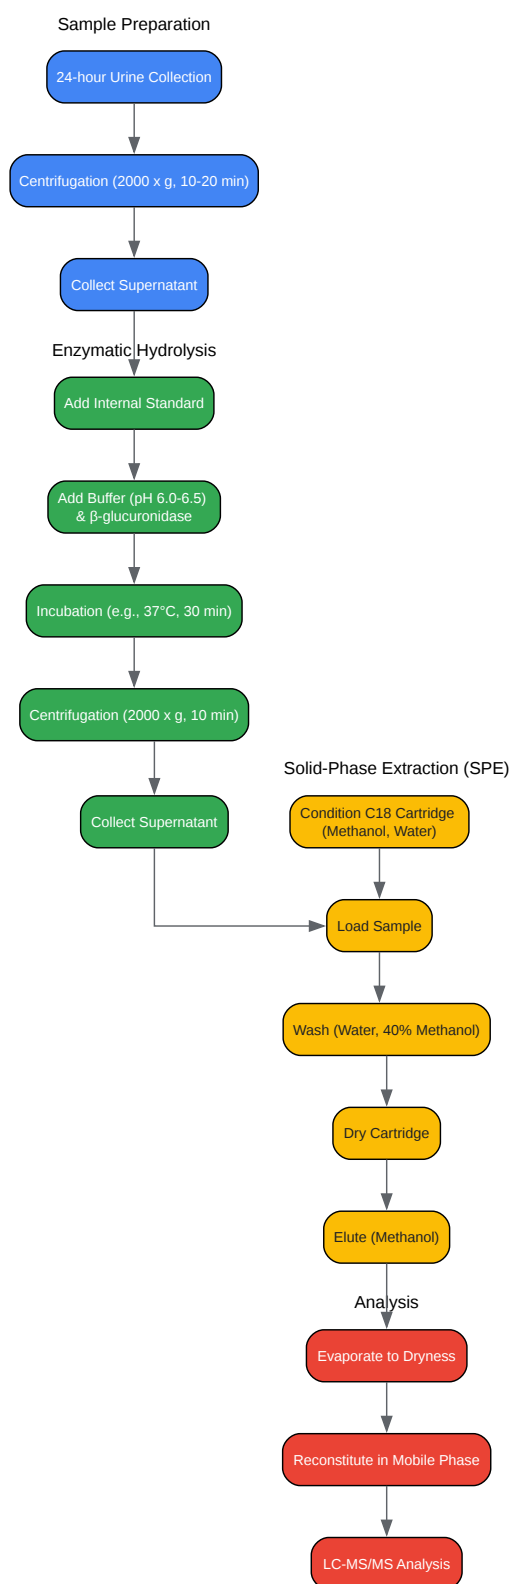 Sample Preparation
24-hour Urine Collection
Centrifugation (2000 x g, 10-20 min)
Collect Supernatant
Enzymatic Hydrolysis
Add Internal Standard
Add Buffer (pH 6.0-6.5)
& β-glucuronidase
Incubation (e.g., 37°C, 30 min)
Centrifugation (2000 x g, 10 min)
Collect Supernatant
Solid-Phase Extraction (SPE)
Condition C18 Cartridge
(Methanol, Water)
Load Sample
Wash (Water, 40% Methanol)
Dry Cartridge
Elute (Methanol)
Analysis
Evaporate to Dryness
Reconstitute in Mobile Phase
LC-MS/MS Analysis